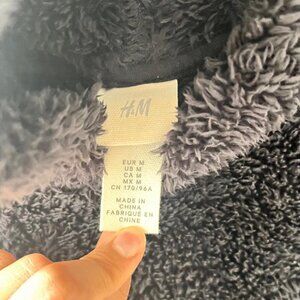 H&M
EUR M
US M
CA M
MX M
CN 170/96A
MADE IN
CHINA
FABRIQUÉ EN
CHINE